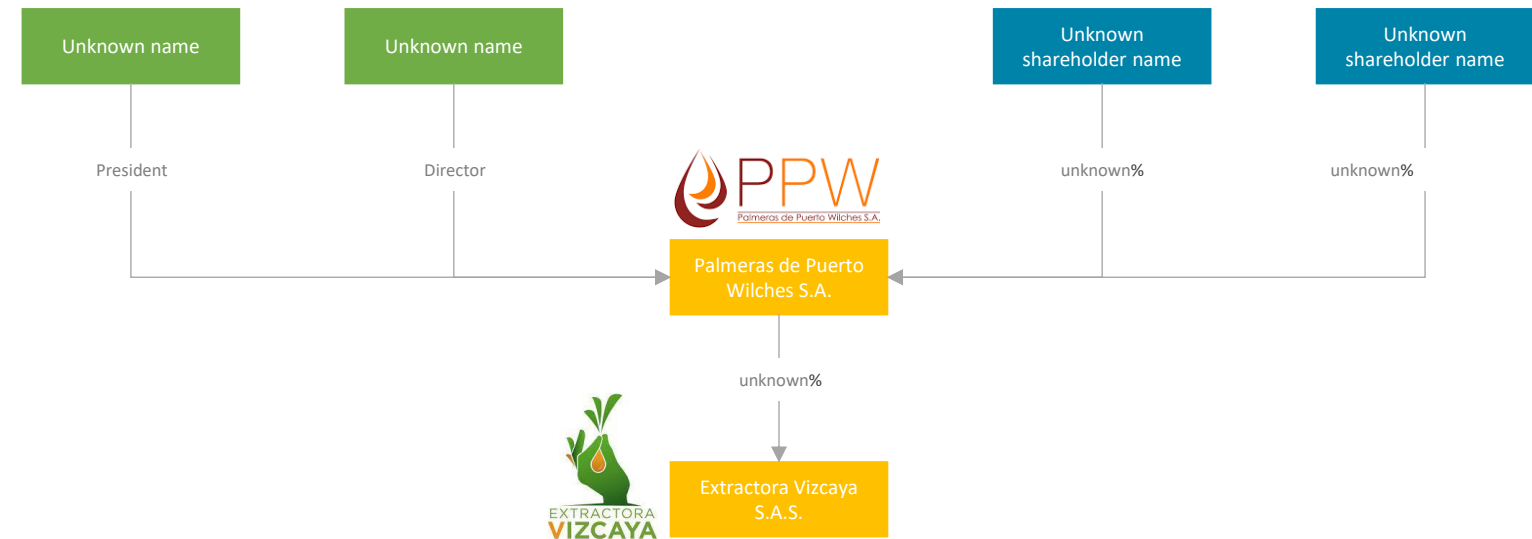 Unknown name
Unknown name
Unknown
shareholder name
Unknown
shareholder name
President
Director
unknown%
unknown%
PPW
Palmeras de Puerto Wilches S.A.
Palmeras de Puerto
Wilches S.A.
unknown%
EXTRACTORA
VIZCAYA
Extractora Vizcaya
S.A.S.